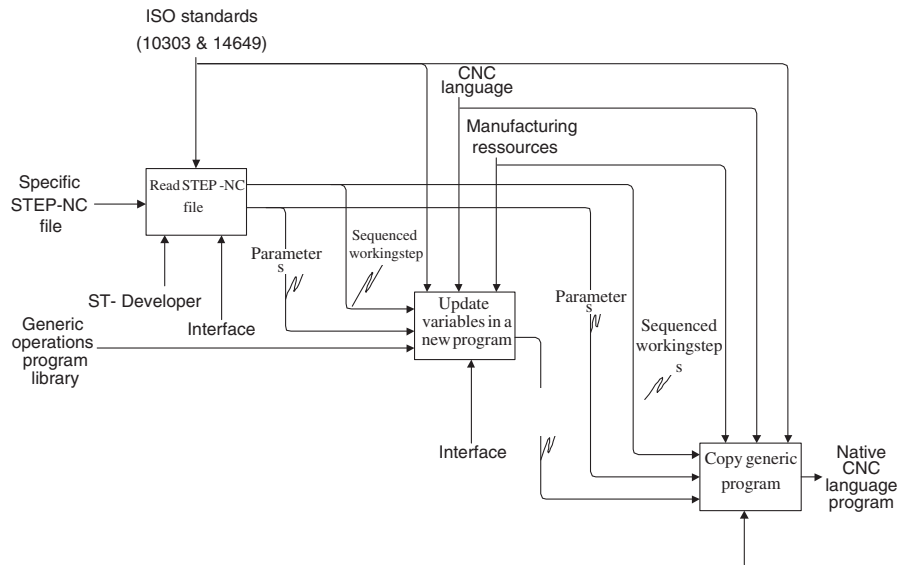 ISO standards
(10303 & 14649)
CNC
language
Manufacturing
ressources
Specific
STEP-NC
file
Read STEP -NC
file
Parameter
s
Sequenced
workingstep
ST- Developer
Interface
Generic
operations
program
library
Update
variables in a
new program
Parameter
s
Sequenced
workingstep
s
Interface
Copy generic
program
Native
CNC
language
program